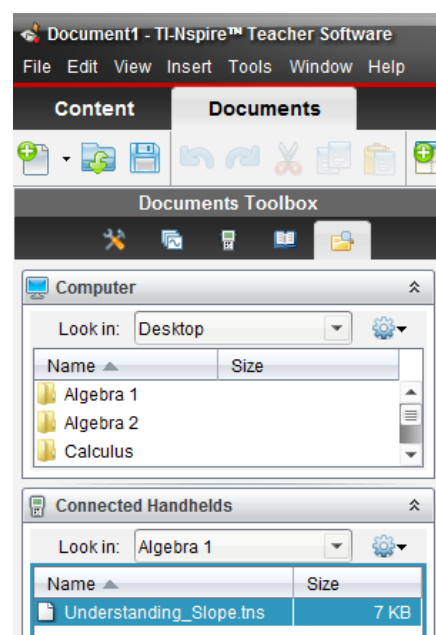 Document1 - TI-Nspire™ Teacher Software
File Edit View Insert Tools Window Help
Content Documents
Documents Toolbox
Computer
Look in: Desktop
Name Size
Algebra 1
Algebra 2
Calculus
Connected Handhelds
Look in: Algebra 1
Name Size
Understanding_Slope.tns 7 KB